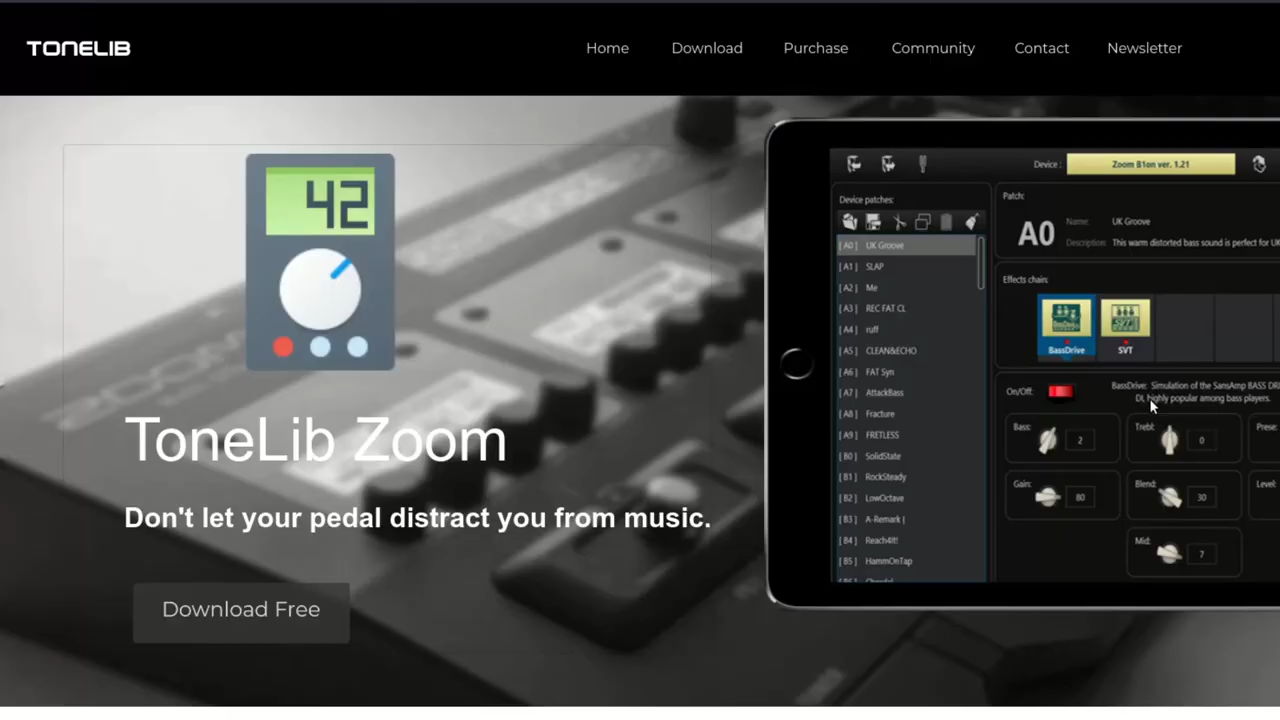 TONELIB
Home Download Purchase Community Contact Newsletter
42
ToneLib Zoom
Don't let your pedal distract you from music.
Download Free
Device : Zoom B1on ver. 1.21
Device patches:
[ A0 ] UK Groove
[ A1 ] SLAP
[ A2 ] Me
[ A3 ] REC FAT CL
[ A4 ] ruff
[ A5 ] CLEAN&ECHO
[ A6 ] FAT Syn
[ A7 ] AttackBass
[ A8 ] Fracture
[ A9 ] FRETLESS
[ B0 ] SolidState
[ B1 ] RockSteady
[ B2 ] LowOctave
[ B3 ] A-Remark |
[ B4 ] Reach4It!
[ B5 ] HammOnTap
Patch:
A0
Name: UK Groove
Description: This warm distorted bass sound is perfect for UK
Effects chain:
BassDrive SVT
On/Off:
BassDrive: Simulation of the SansAmp BASS DRI
DI, highly popular among bass players.
Bass: 2
Trebl: 0
Prese:
Gain: 80
Blend: 30
Level:
Mid: 7